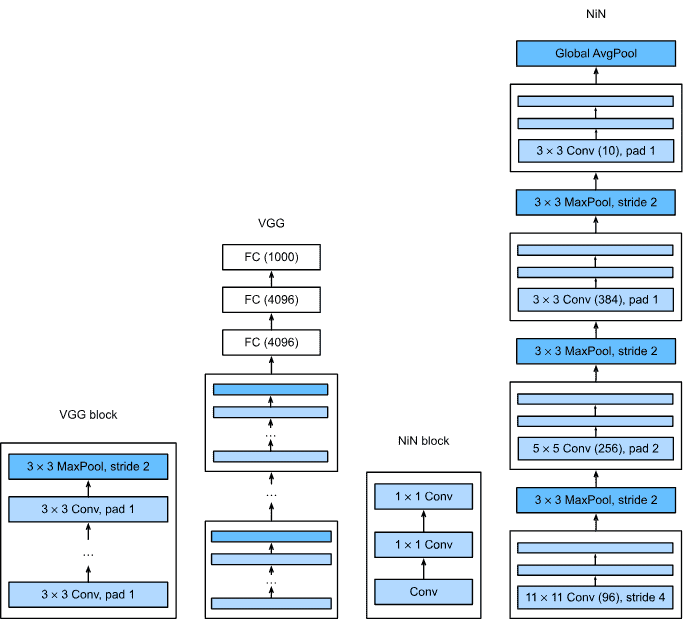 VGG block
3 × 3 MaxPool, stride 2
3 × 3 Conv, pad 1
...
3 × 3 Conv, pad 1
VGG
FC (1000)
FC (4096)
FC (4096)
...
...
...
NiN block
1 × 1 Conv
1 × 1 Conv
Conv
NiN
Global AvgPool
3 × 3 Conv (10), pad 1
3 × 3 MaxPool, stride 2
3 × 3 Conv (384), pad 1
3 × 3 MaxPool, stride 2
5 × 5 Conv (256), pad 2
3 × 3 MaxPool, stride 2
11 × 11 Conv (96), stride 4